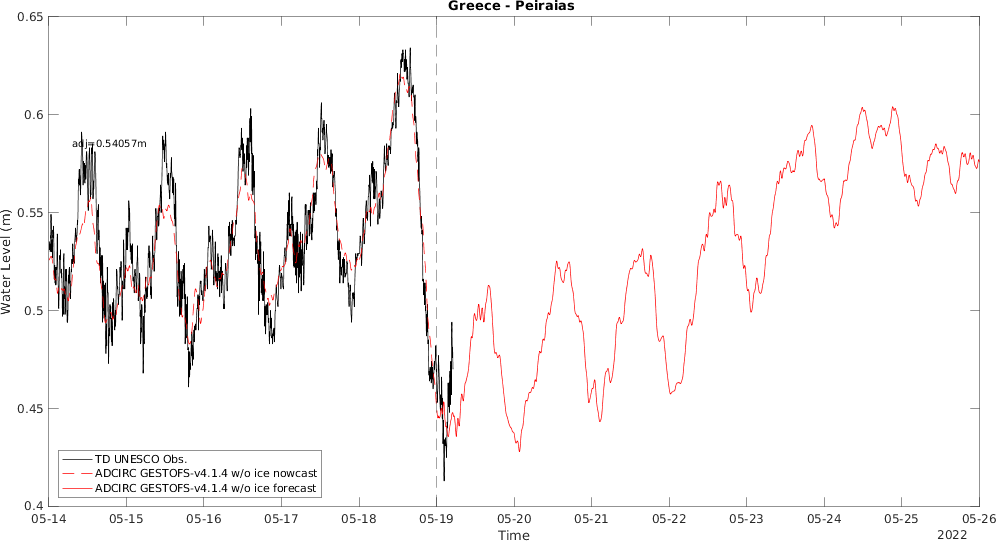 Greece - Peiraias
0.65
0.6
0.55
0.5
0.45
0.4
Water Level (m)
adj=0.54057m
TD UNESCO Obs.
ADCIRC GESTOFS-v4.1.4 w/o ice nowcast
ADCIRC GESTOFS-v4.1.4 w/o ice forecast
05-14 05-15 05-16 05-17 05-18 05-19 05-20 05-21 05-22 05-23 05-24 05-25 05-26
Time
2022